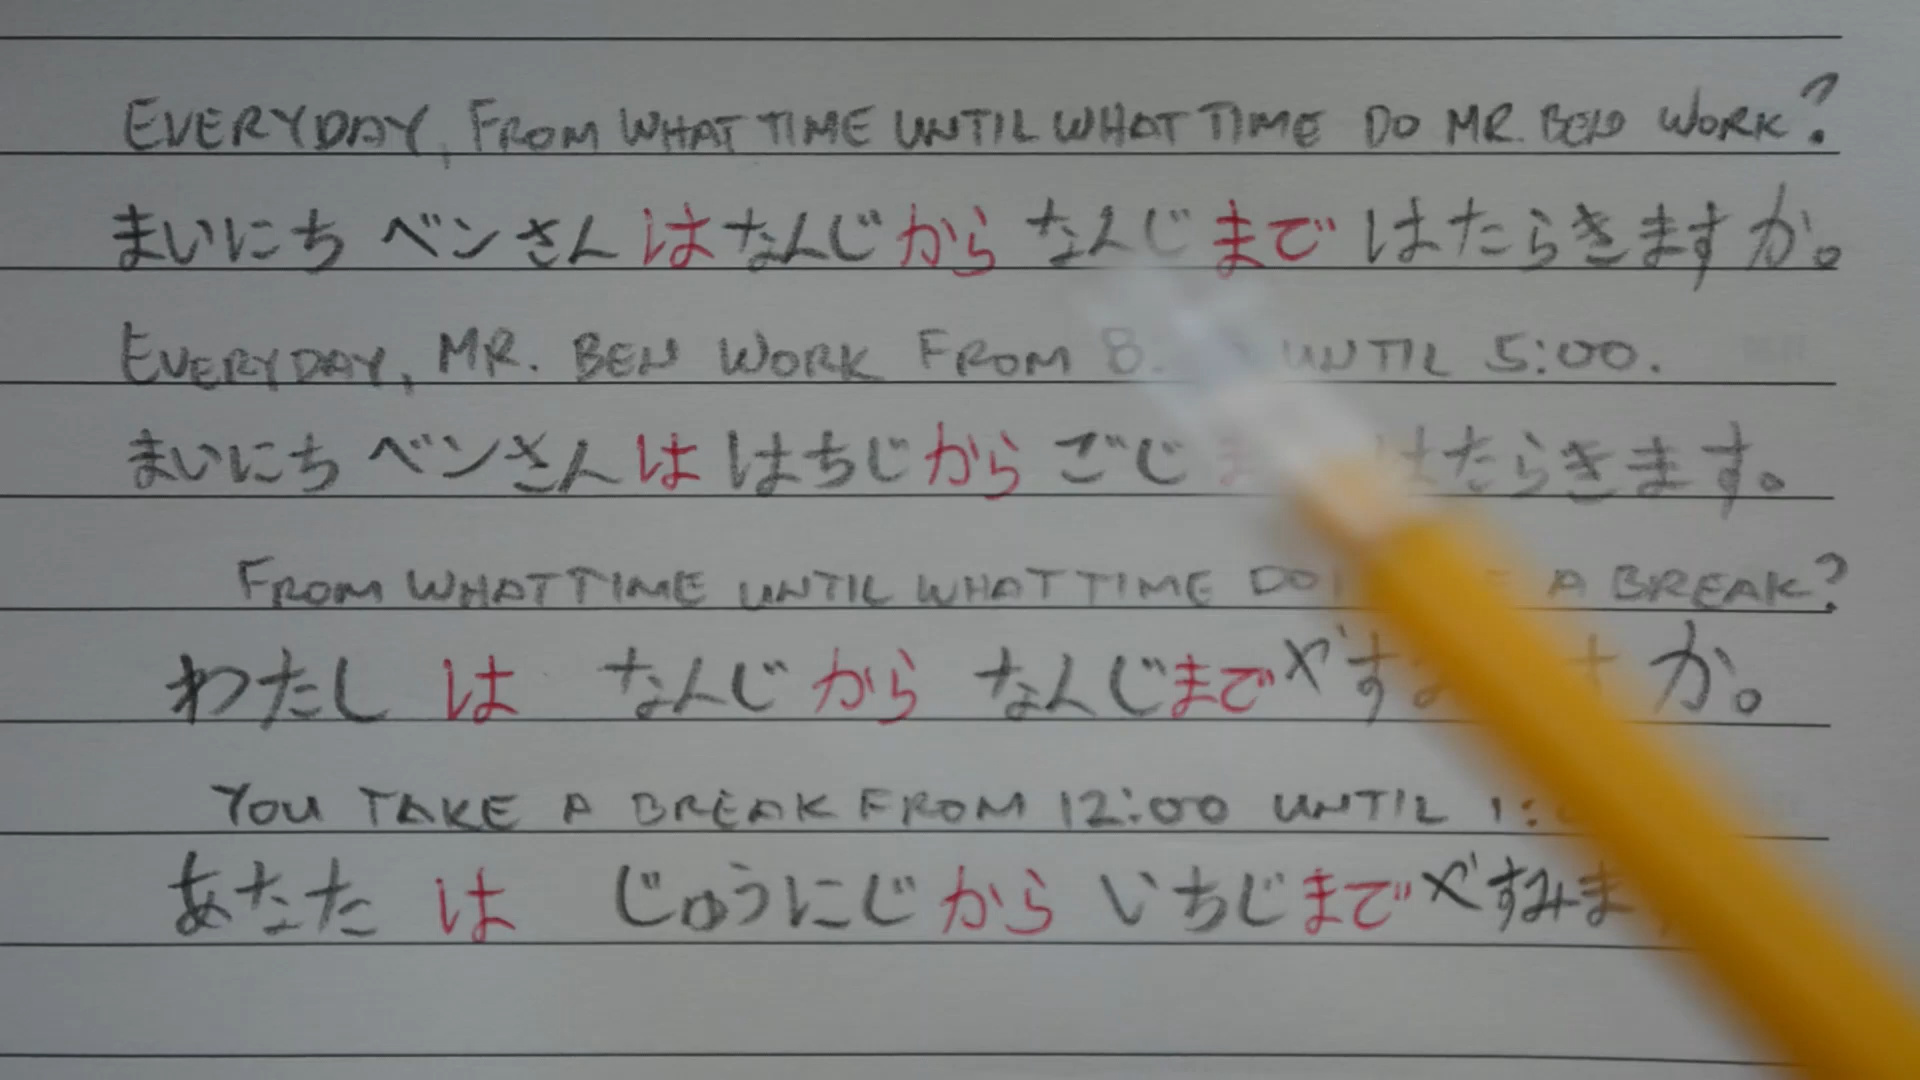 EVERYDAY, FROM WHAT TIME UNTIL WHAT TIME DO MR. BEN WORK?
まいにち ベンさん は なんじ から なんじ まで はたらきます か。
EVERYDAY, MR. BEN WORK FROM UNTIL 5:00.
まいにち ベンさん は はちじ から ごじ はたらきます。
FROM WHAT TIME UNTIL WHAT TIME DO A BREAK?
わたし は なんじ から なんじ まで か。
YOU TAKE A BREAK FROM 12:00 UNTIL
あなた は じゅうにじ から いちじ まで やすみま